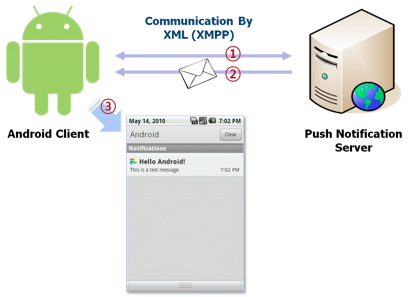 Communication By
XML (XMPP)
①
②
③
Android Client
Push Notification
Server
May 14, 2010 7:02 PM
Android Clear
Notifications
Hello Android!
This is a test message. 7:02 PM